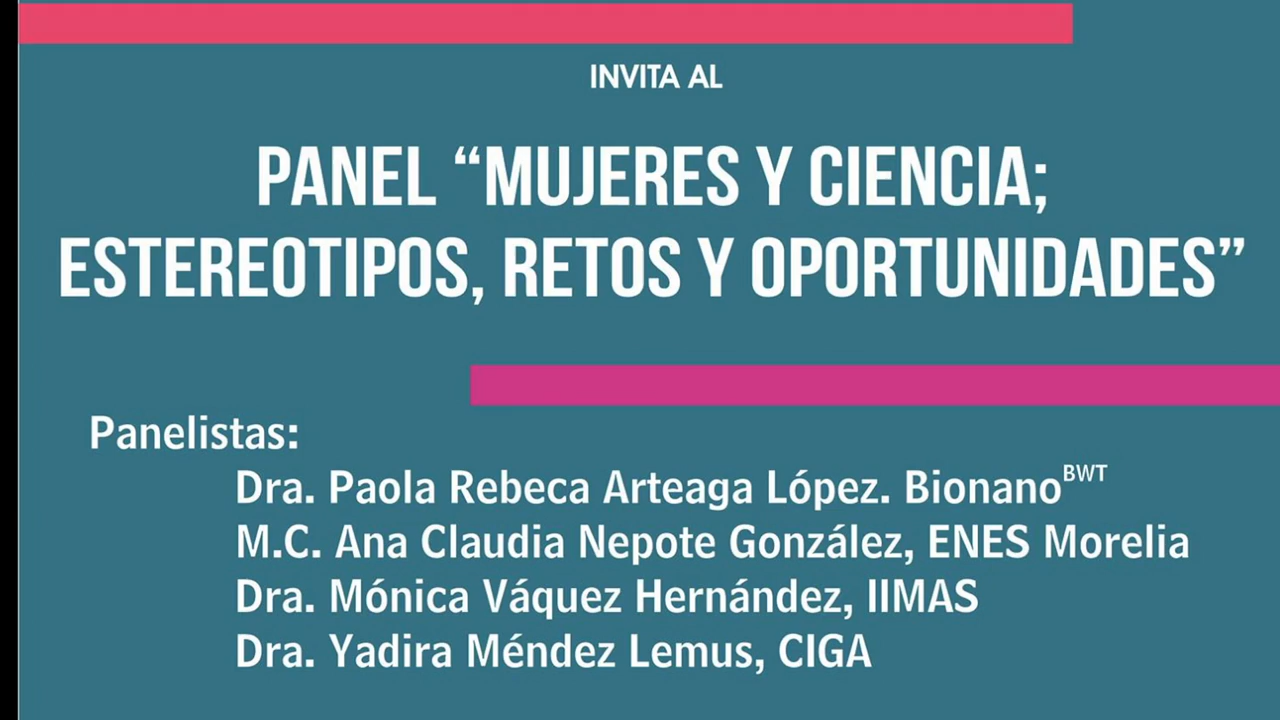 INVITA AL
PANEL “MUJERES Y CIENCIA;
ESTEREOTIPOS, RETOS Y OPORTUNIDADES”
Panelistas:
Dra. Paola Rebeca Arteaga López. Bionano^BWT
M.C. Ana Claudia Nepote González, ENES Morelia
Dra. Mónica Váquez Hernández, IIMAS
Dra. Yadira Méndez Lemus, CIGA